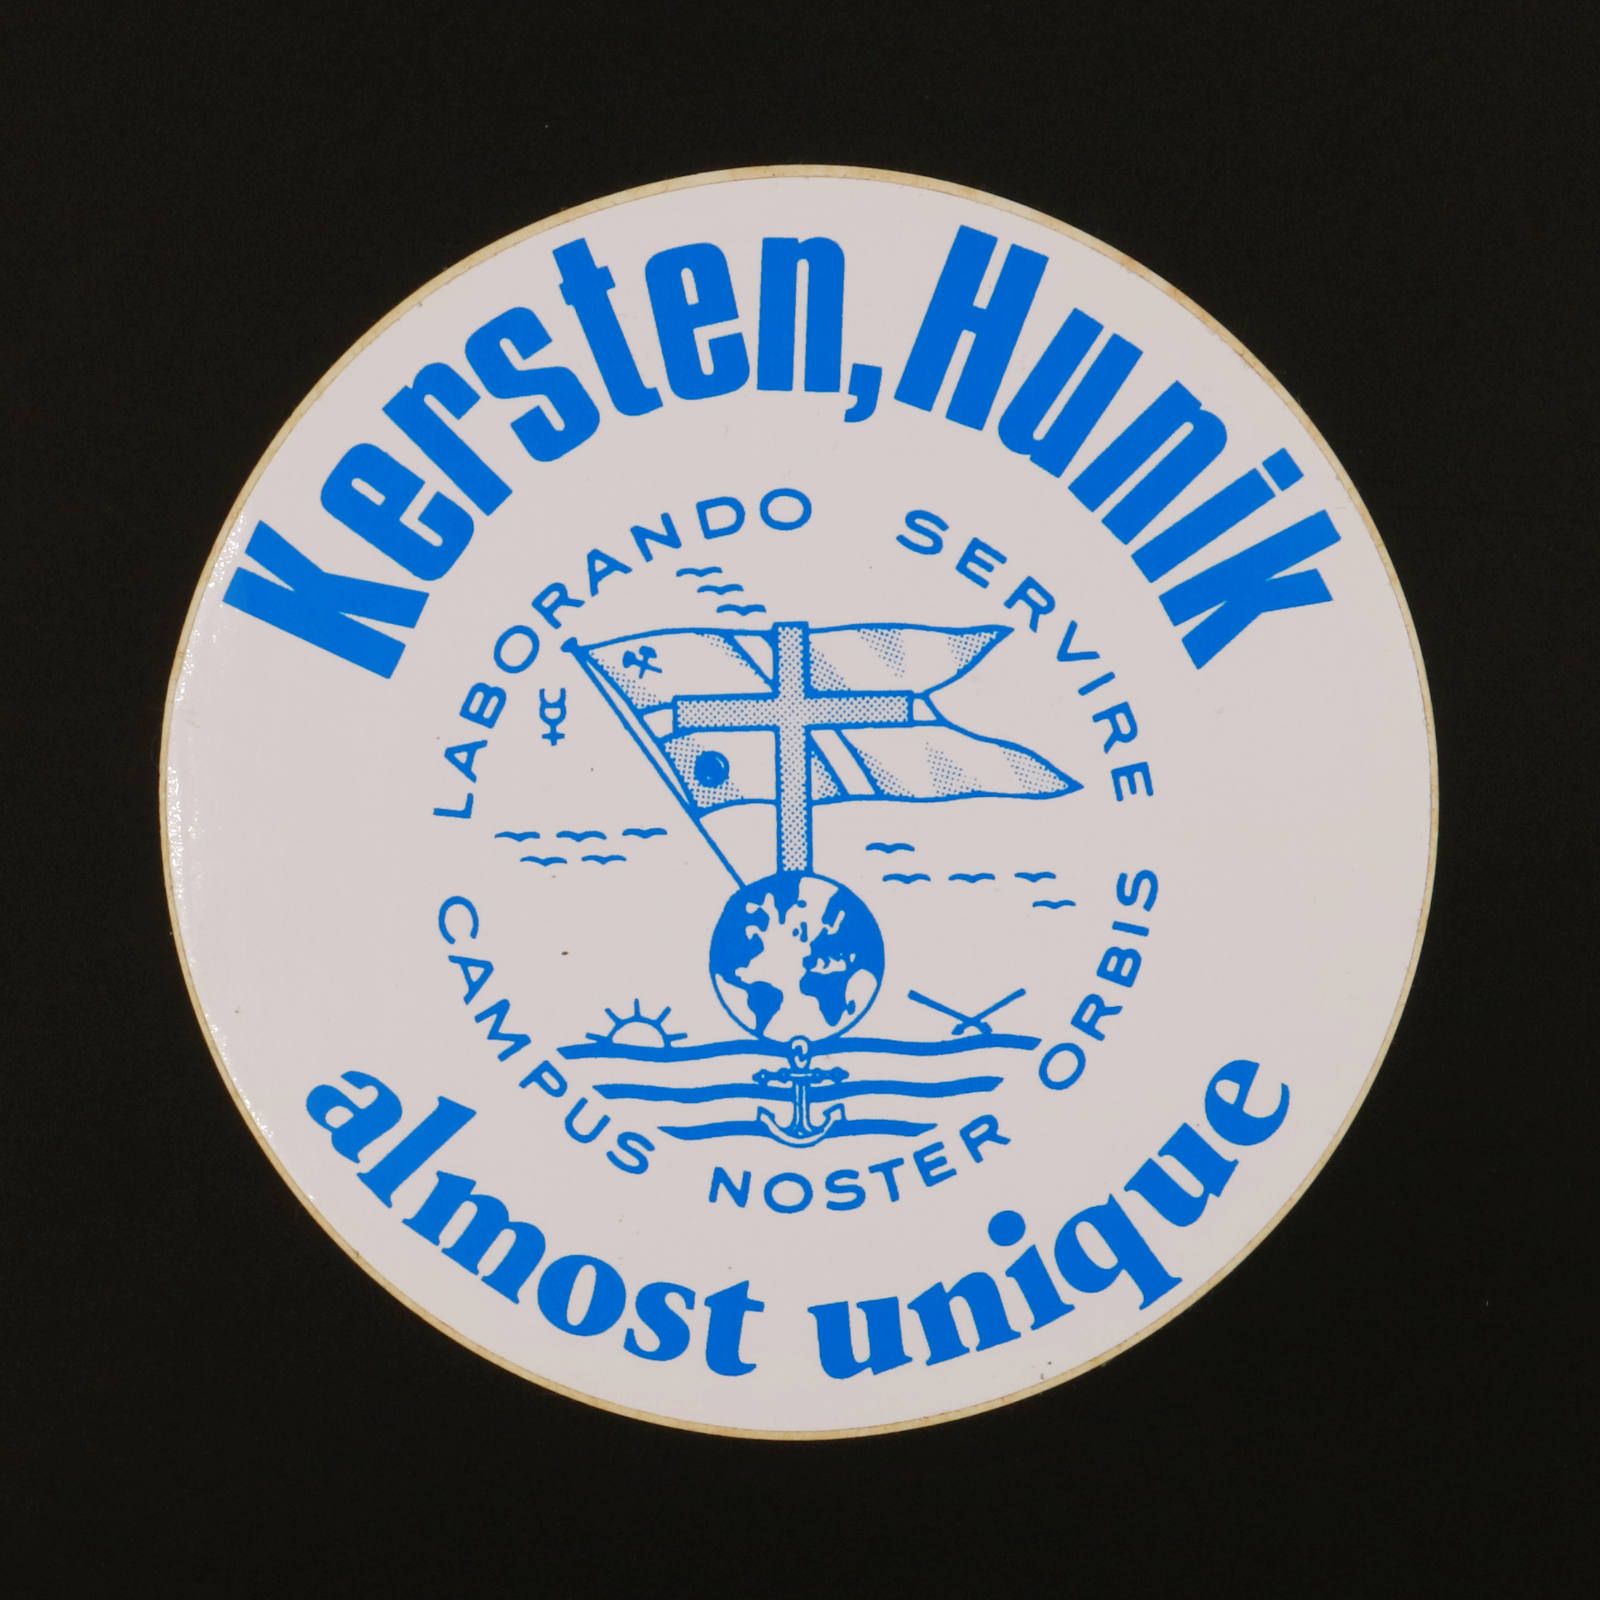 Kersten, Hunik
LABORANDO SERVIRE
CAMPUS NOSTER ORBIS
almost unique